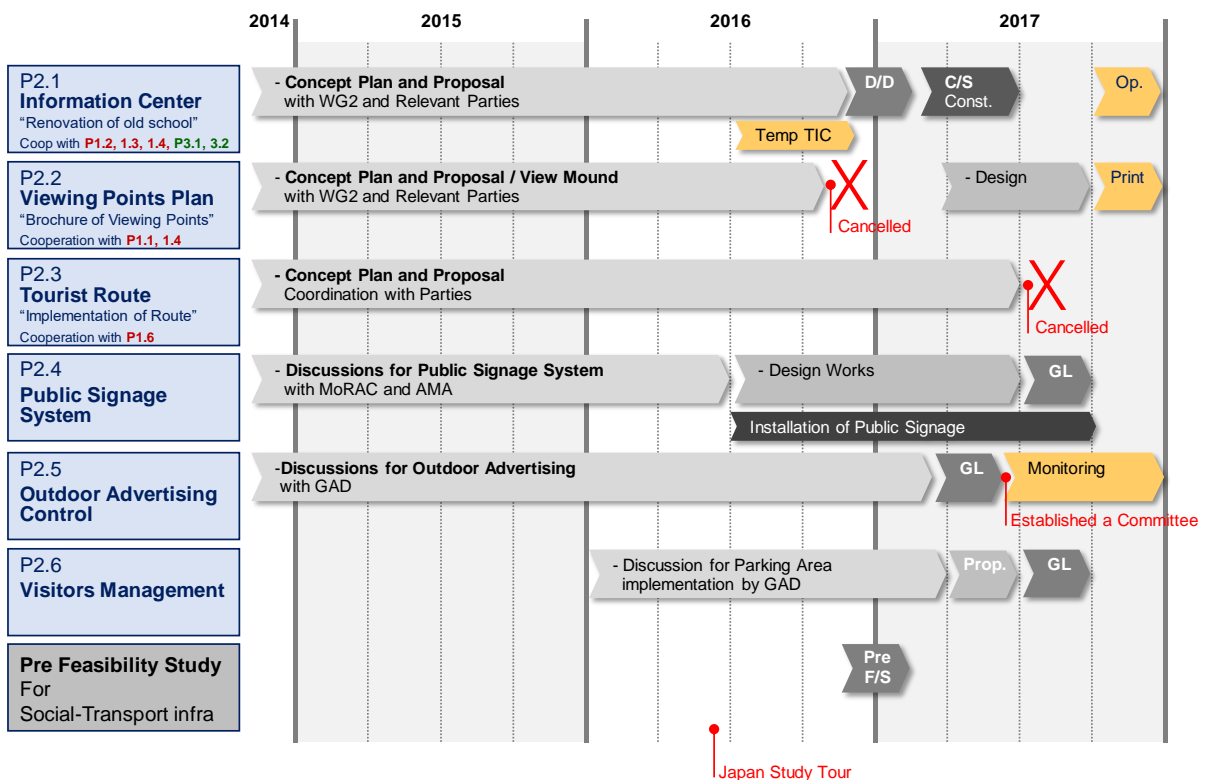 2014
2015
2016
2017
P2.1
Information Center
“Renovation of old school”
Coop with P1.2, 1.3, 1.4, P3.1, 3.2
- Concept Plan and Proposal
with WG2 and Relevant Parties
D/D
C/S
Const.
Op.
Temp TIC
P2.2
Viewing Points Plan
“Brochure of Viewing Points”
Cooperation with P1.1, 1.4
- Concept Plan and Proposal / View Mound
with WG2 and Relevant Parties
X
Cancelled
- Design
Print
P2.3
Tourist Route
“Implementation of Route”
Cooperation with P1.6
- Concept Plan and Proposal
Coordination with Parties
X
Cancelled
P2.4
Public Signage
System
- Discussions for Public Signage System
with MoRAC and AMA
- Design Works
GL
Installation of Public Signage
P2.5
Outdoor Advertising
Control
-Discussions for Outdoor Advertising
with GAD
GL
Monitoring
Established a Committee
P2.6
Visitors Management
- Discussion for Parking Area
implementation by GAD
Prop.
GL
Pre Feasibility Study
For
Social-Transport infra
Pre
F/S
Japan Study Tour